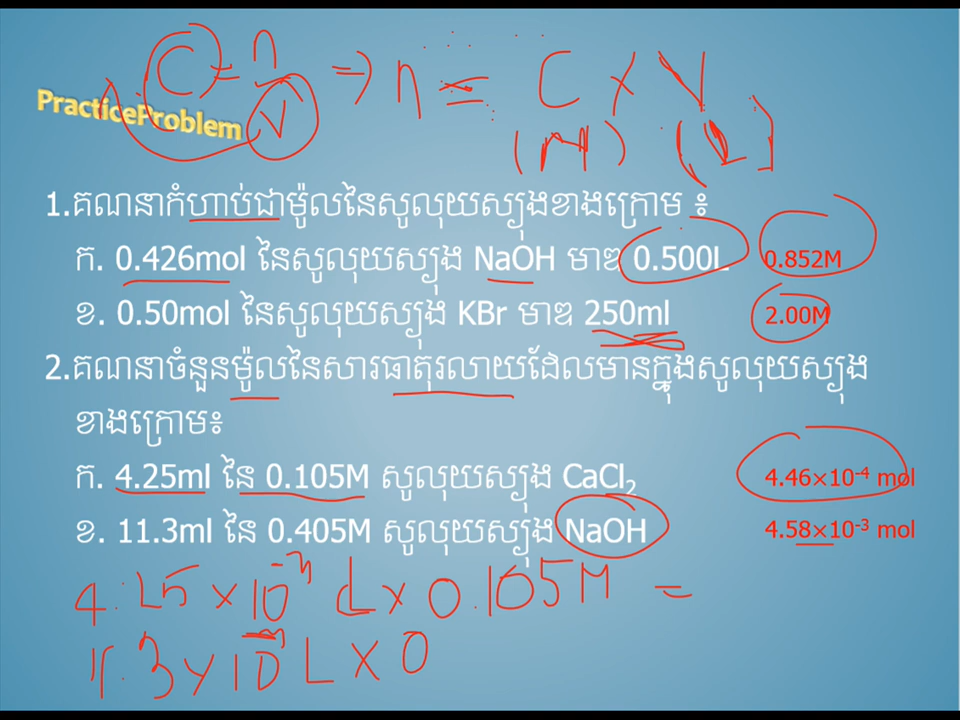 C = n/V => n = C x V
(M) (L)
PracticeProblem
1.គណនាកំហាប់ជាម៉ូលនៃសូលុយស្យុងខាងក្រោម ៖
ក. 0.426mol នៃសូលុយស្យុង NaOH មាឌ 0.500L 0.852M
ខ. 0.50mol នៃសូលុយស្យុង KBr មាឌ 250ml 2.00M
2.គណនាចំនួនម៉ូលនៃសារធាតុរលាយដែលមានក្នុងសូលុយស្យុង
ខាងក្រោម៖
ក. 4.25ml នៃ 0.105M សូលុយស្យុង CaCl₂ 4.46×10⁻⁴ mol
ខ. 11.3ml នៃ 0.405M សូលុយស្យុង NaOH 4.58×10⁻³ mol
4.25 x 10⁻³ L x 0.105M =
11.3 x 10⁻³ L x 0